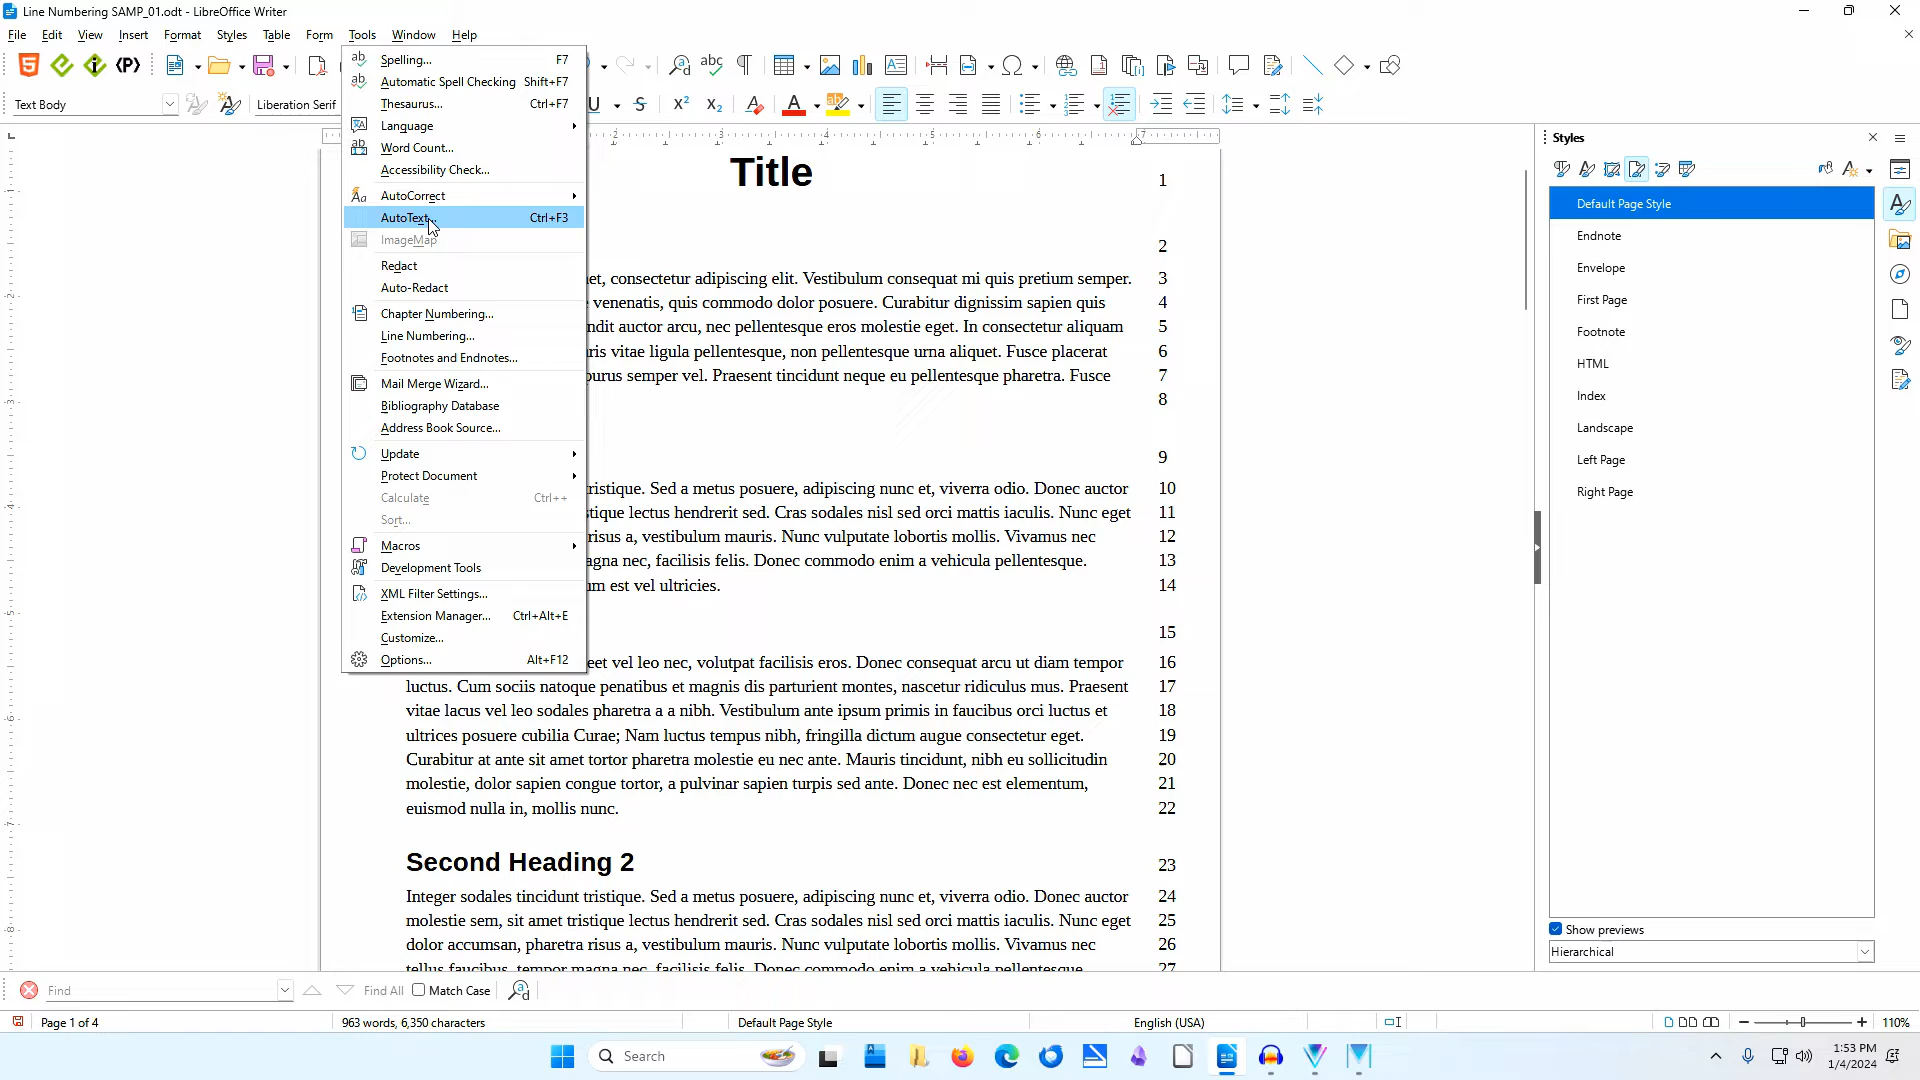 Line Numbering SAMP_01.odt - LibreOffice Writer
File Edit View Insert Format Styles Table Form Tools Window Help
Text Body
Liberation Serif
Spelling... F7
Automatic Spell Checking Shift+F7
Thesaurus... Ctrl+F7
Language
Word Count...
Accessibility Check...
AutoCorrect
AutoText... Ctrl+F3
ImageMap
Redact
Auto-Redact
Chapter Numbering...
Line Numbering...
Footnotes and Endnotes...
Mail Merge Wizard...
Bibliography Database
Address Book Source...
Update
Protect Document
Calculate Ctrl++
Sort...
Macros
Development Tools
XML Filter Settings...
Extension Manager... Ctrl+Alt+E
Customize...
Options... Alt+F12
Title 1
2
et, consectetur adipiscing elit. Vestibulum consequat mi quis pretium semper. 3
venenatis, quis commodo dolor posuere. Curabitur dignissim sapien quis 4
ndit auctor arcu, nec pellentesque eros molestie eget. In consectetur aliquam 5
ris vitae ligula pellentesque, non pellentesque urna aliquet. Fusce placerat 6
purus semper vel. Praesent tincidunt neque eu pellentesque pharetra. Fusce 7
8
9
ristique. Sed a metus posuere, adipiscing nunc et, viverra odio. Donec auctor 10
tique lectus hendrerit sed. Cras sodales nisl sed orci mattis iaculis. Nunc eget 11
risus a, vestibulum mauris. Nunc vulputate lobortis mollis. Vivamus nec 12
agna nec, facilisis felis. Donec commodo enim a vehicula pellentesque. 13
m est vel ultricies. 14
15
eet vel leo nec, volutpat facilisis eros. Donec consequat arcu ut diam tempor 16
luctus. Cum sociis natoque penatibus et magnis dis parturient montes, nascetur ridiculus mus. Praesent 17
vitae lacus vel leo sodales pharetra a a nibh. Vestibulum ante ipsum primis in faucibus orci luctus et 18
ultrices posuere cubilia Curae; Nam luctus tempus nibh, fringilla dictum augue consectetur eget. 19
Curabitur at ante sit amet tortor pharetra molestie eu nec ante. Mauris tincidunt, nibh eu sollicitudin 20
molestie, dolor sapien congue tortor, a pulvinar sapien turpis sed ante. Donec nec est elementum, 21
euismod nulla in, mollis nunc. 22
Second Heading 2 23
Integer sodales tincidunt tristique. Sed a metus posuere, adipiscing nunc et, viverra odio. Donec auctor 24
molestie sem, sit amet tristique lectus hendrerit sed. Cras sodales nisl sed orci mattis iaculis. Nunc eget 25
dolor accumsan, pharetra risus a, vestibulum mauris. Nunc vulputate lobortis mollis. Vivamus nec 26
tellus faucibus, tempor magna nec, facilisis felis. Donec commodo enim a vehicula pellentesque. 27
Styles
Default Page Style
Endnote
Envelope
First Page
Footnote
HTML
Index
Landscape
Left Page
Right Page
Show previews
Hierarchical
Find
Find All
Match Case
Page 1 of 4
963 words, 6,350 characters
Default Page Style
English (USA)
110%
Search
1:53 PM
1/4/2024